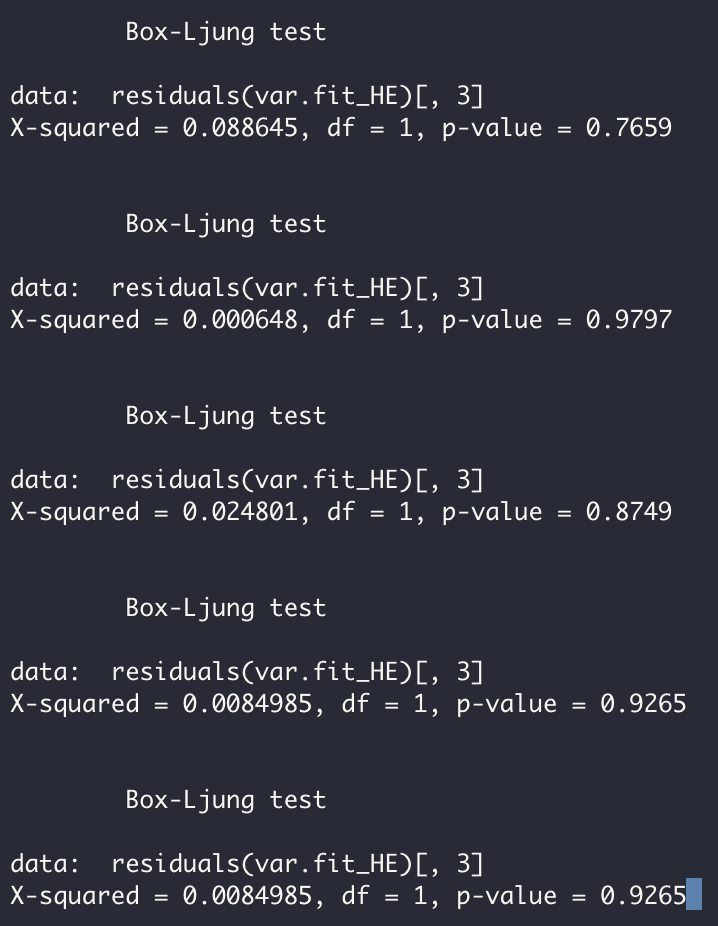 Box-Ljung test
data:  residuals(var.fit_HE)[, 3]
X-squared = 0.088645, df = 1, p-value = 0.7659
Box-Ljung test
data:  residuals(var.fit_HE)[, 3]
X-squared = 0.000648, df = 1, p-value = 0.9797
Box-Ljung test
data:  residuals(var.fit_HE)[, 3]
X-squared = 0.024801, df = 1, p-value = 0.8749
Box-Ljung test
data:  residuals(var.fit_HE)[, 3]
X-squared = 0.0084985, df = 1, p-value = 0.9265
Box-Ljung test
data:  residuals(var.fit_HE)[, 3]
X-squared = 0.0084985, df = 1, p-value = 0.9265